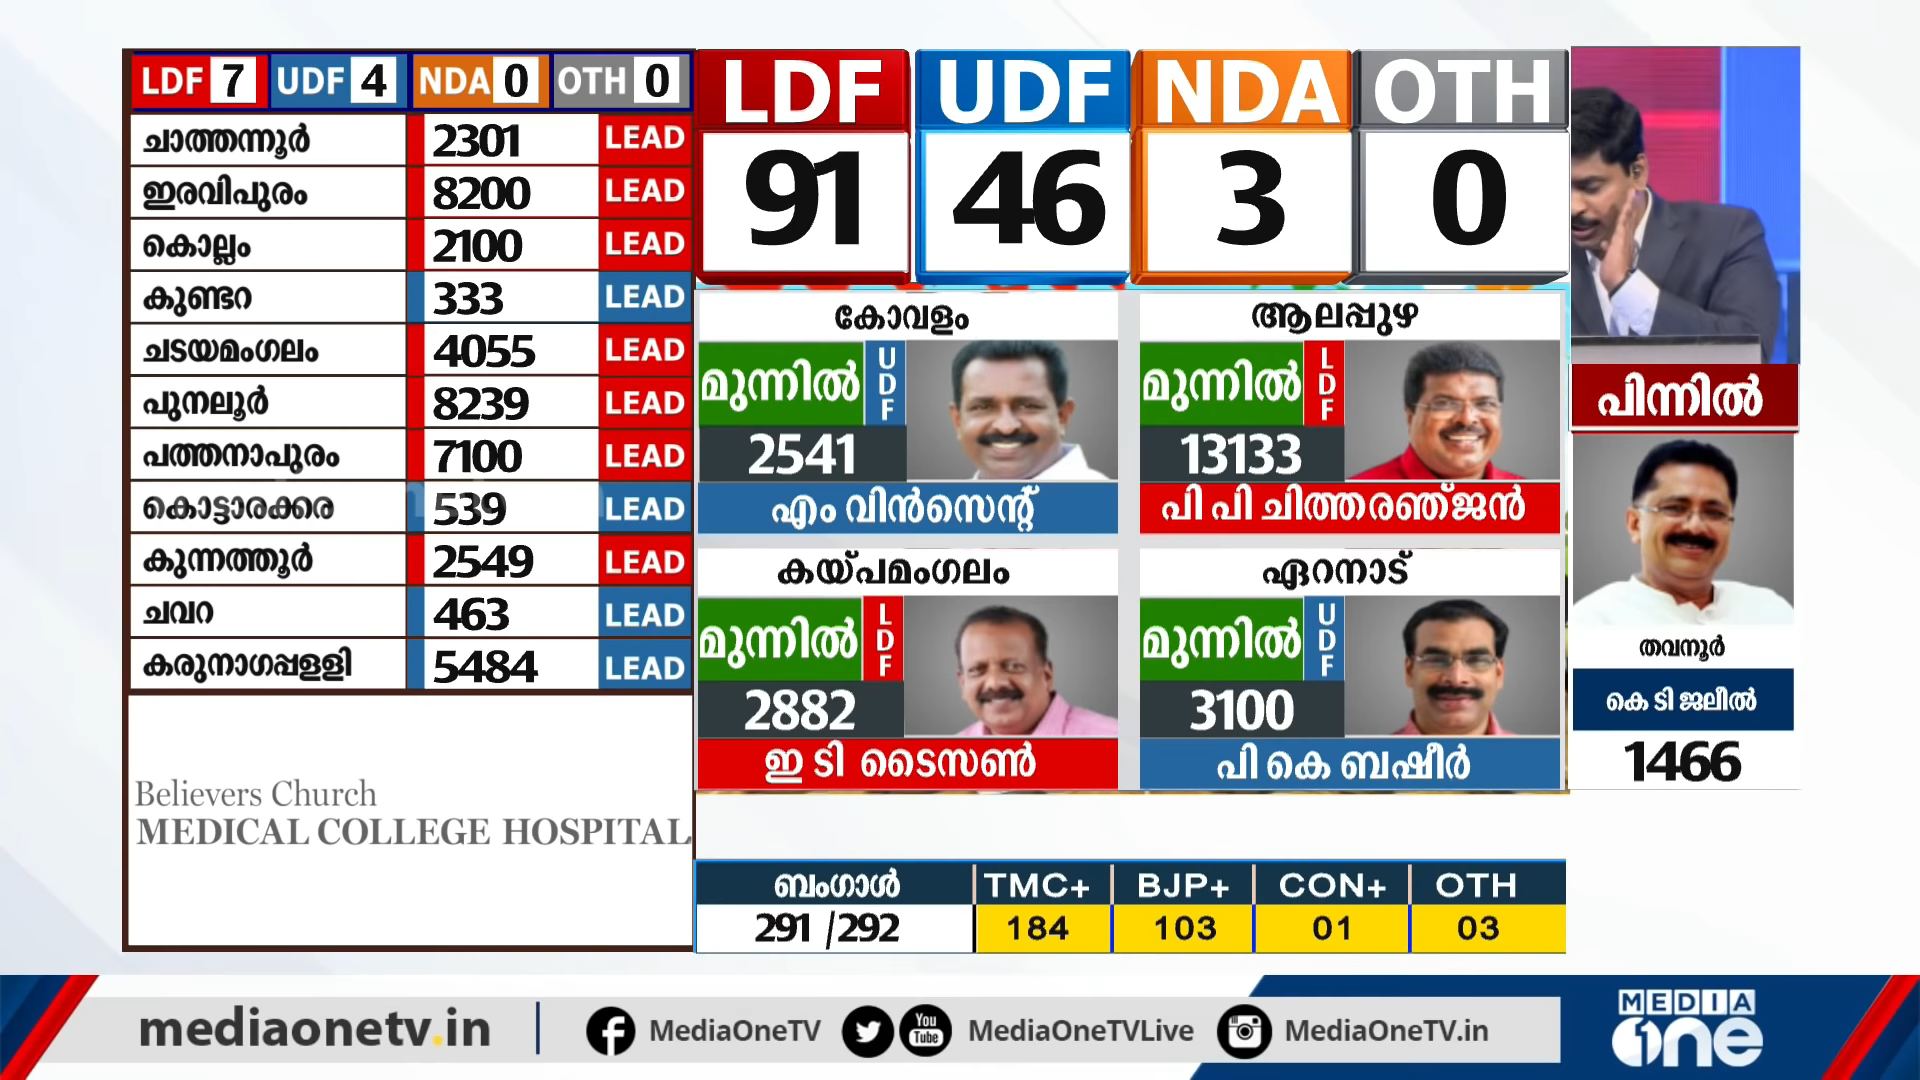 LDF 7 UDF 4 NDA 0 OTH 0
ചാത്തന്നൂർ 2301 LEAD
ഇരവിപുരം 8200 LEAD
കൊല്ലം 2100 LEAD
കുണ്ടറ 333 LEAD
ചടയമംഗലം 4055 LEAD
പുനലൂർ 8239 LEAD
പത്തനാപുരം 7100 LEAD
കൊട്ടാരക്കര 539 LEAD
കുന്നത്തൂർ 2549 LEAD
ചവറ 463 LEAD
കരുനാഗപ്പളളി 5484 LEAD
Believers Church
MEDICAL COLLEGE HOSPITAL
LDF UDF NDA OTH
91 46 3 0
കോവളം
മുന്നിൽ UDF
2541
എം വിൻസെന്റ്
ആലപ്പുഴ
മുന്നിൽ LDF
13133
പി പി ചിത്തരഞ്ജൻ
കയ്പമംഗലം
മുന്നിൽ LDF
2882
ഇ ടി ടൈസൺ
ഏറനാട്
മുന്നിൽ UDF
3100
പി കെ ബഷീർ
പിന്നിൽ
തവനൂർ
കെ ടി ജലീൽ
1466
ബംഗാൾ TMC+ BJP+ CON+ OTH
291 /292 184 103 01 03
mediaonetv.in MediaOneTV You Tube MediaOneTVLive MediaOneTV.in
MEDIA
one